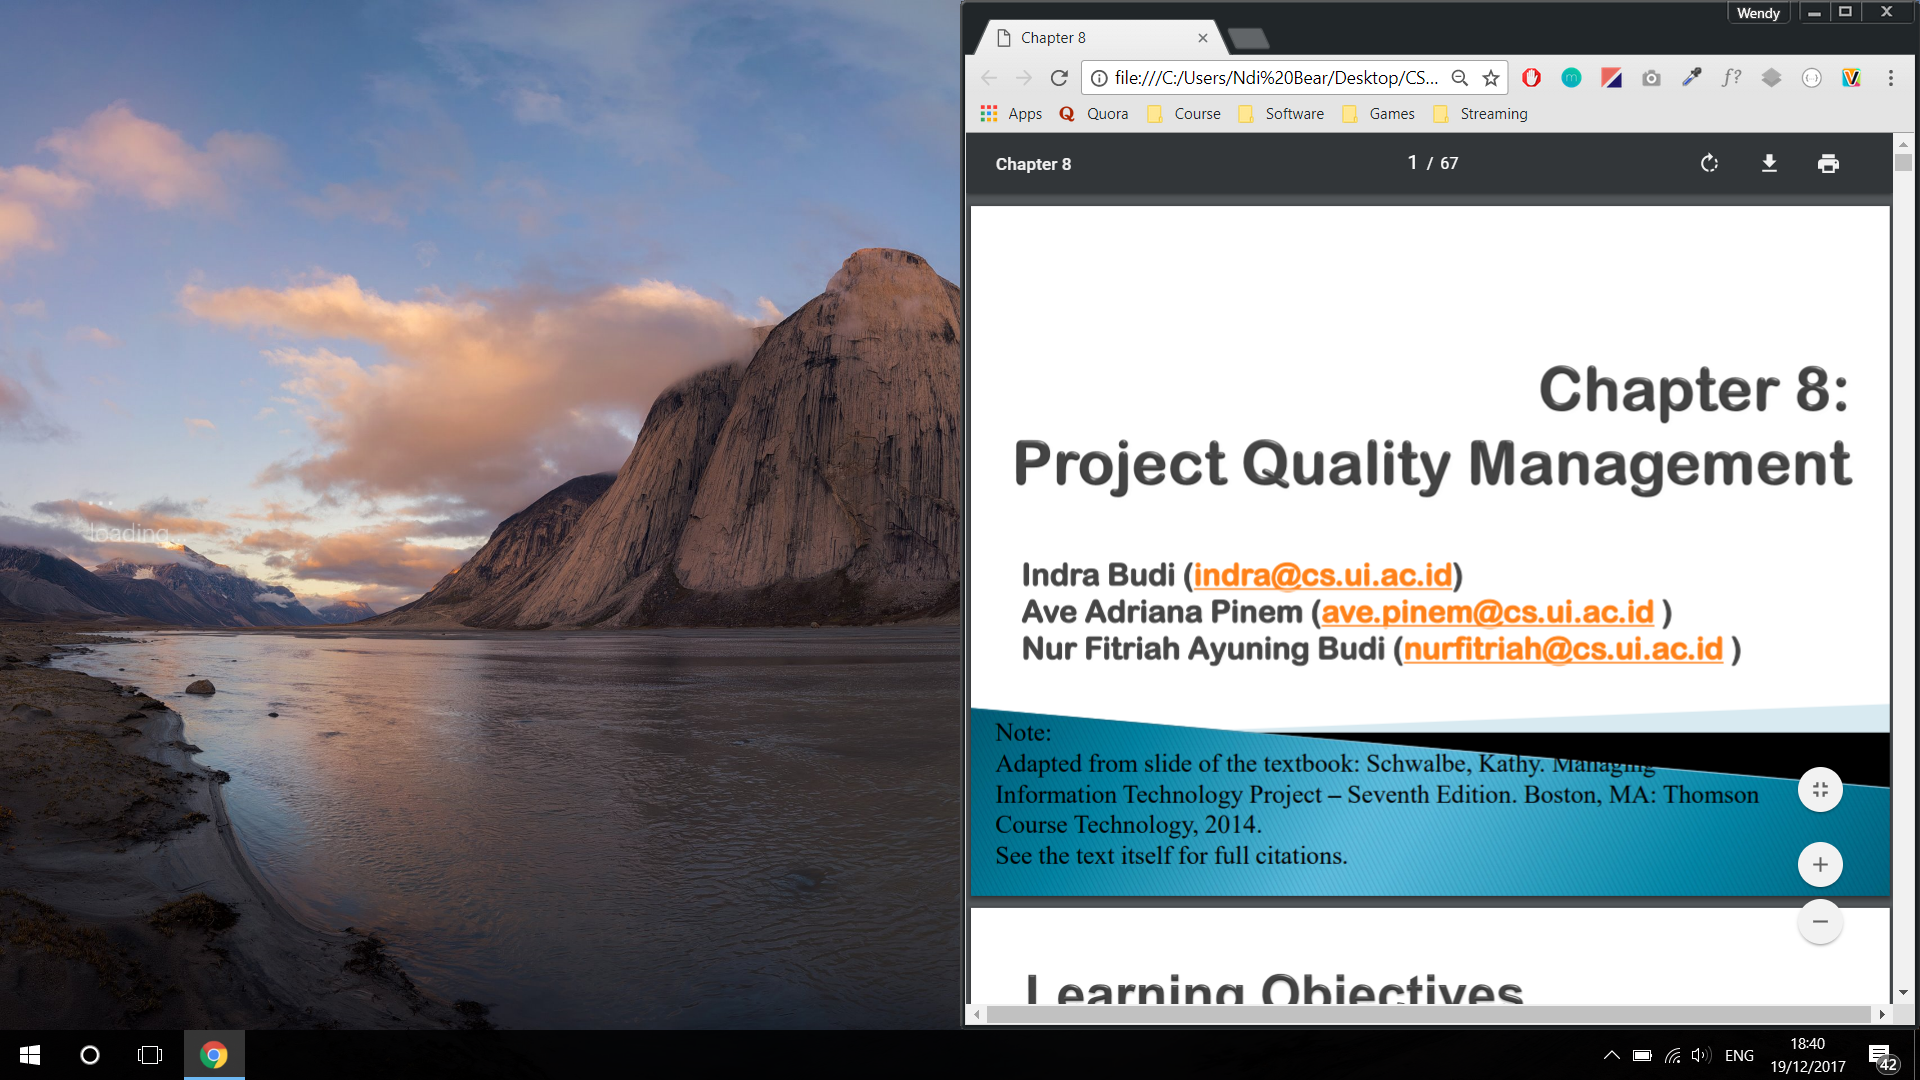 loading...
Wendy
Chapter 8
file:///C:/Users/Ndi%20Bear/Desktop/CS...
f?
Apps
Quora
Course
Software
Games
Streaming
Chapter 8
1 / 67
Chapter 8:
Project Quality Management
Indra Budi (indra@cs.ui.ac.id)
Ave Adriana Pinem (ave.pinem@cs.ui.ac.id )
Nur Fitriah Ayuning Budi (nurfitriah@cs.ui.ac.id )
Note:
Adapted from slide of the textbook: Schwalbe, Kathy. Managing
Information Technology Project – Seventh Edition. Boston, MA: Thomson
Course Technology, 2014.
See the text itself for full citations.
Learning Objectives
ENG
18:40
19/12/2017
42